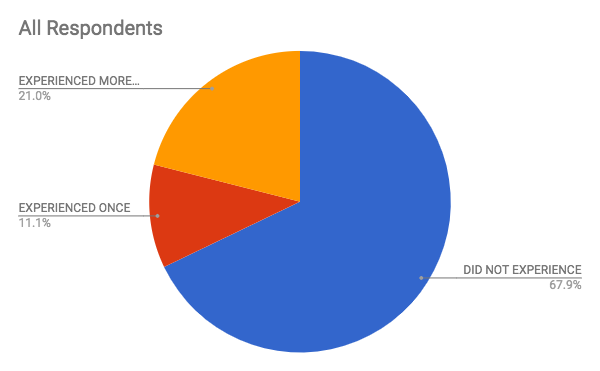 All Respondents
EXPERIENCED MORE...
21.0%
EXPERIENCED ONCE
11.1%
DID NOT EXPERIENCE
67.9%